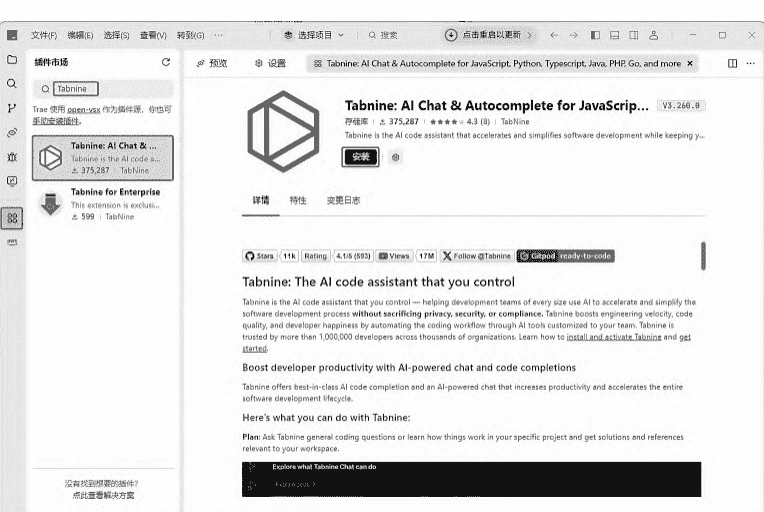 文件(F) 编辑(E) 选择(S) 查看(V) 转到(G) ··· 选择项目 搜索 点击重启以更新
插件市场
Tabnine
Trae 使用 open-vsx 作为插件源，你也可
手动安装插件。
Tabnine: AI Chat & ...
Tabnine is the AI code a...
375,287 TabNine
Tabnine for Enterprise
This extension is exclusi...
599 TabNine
没有找到想要的插件?
点此查看解决方案
预览 设置 Tabnine: AI Chat & Autocomplete for JavaScript, Python, Typescript, Java, PHP, Go, and more
Tabnine: AI Chat & Autocomplete for JavaScrip... V3.260.0
存储库 375,287 4.3 (8) TabNine
Tabnine is the AI code assistant that accelerates and simplifies software development while keeping y...
安装
详情 特性 变更日志
Stars 11k Rating 4.1/5 (593) Views 17M Follow @Tabnine Gitpod ready-to-code
Tabnine: The AI code assistant that you control
Tabnine is the AI code assistant that you control — helping development teams of every size use AI to accelerate and simplify the
software development process without sacrificing privacy, security, or compliance. Tabnine boosts engineering velocity, code
quality, and developer happiness by automating the coding workflow through AI tools customized to your team. Tabnine is
trusted by more than 1,000,000 developers across thousands of organizations. Learn how to install and activate Tabnine and get
started.
Boost developer productivity with AI-powered chat and code completions
Tabnine offers best-in-class AI code completion and an AI-powered chat that increases productivity and accelerates the entire
software development lifecycle.
Here's what you can do with Tabnine:
Plan: Ask Tabnine general coding questions or learn how things work in your specific project and get solutions and references
relevant to your workspace.
Explore what Tabnine Chat can do